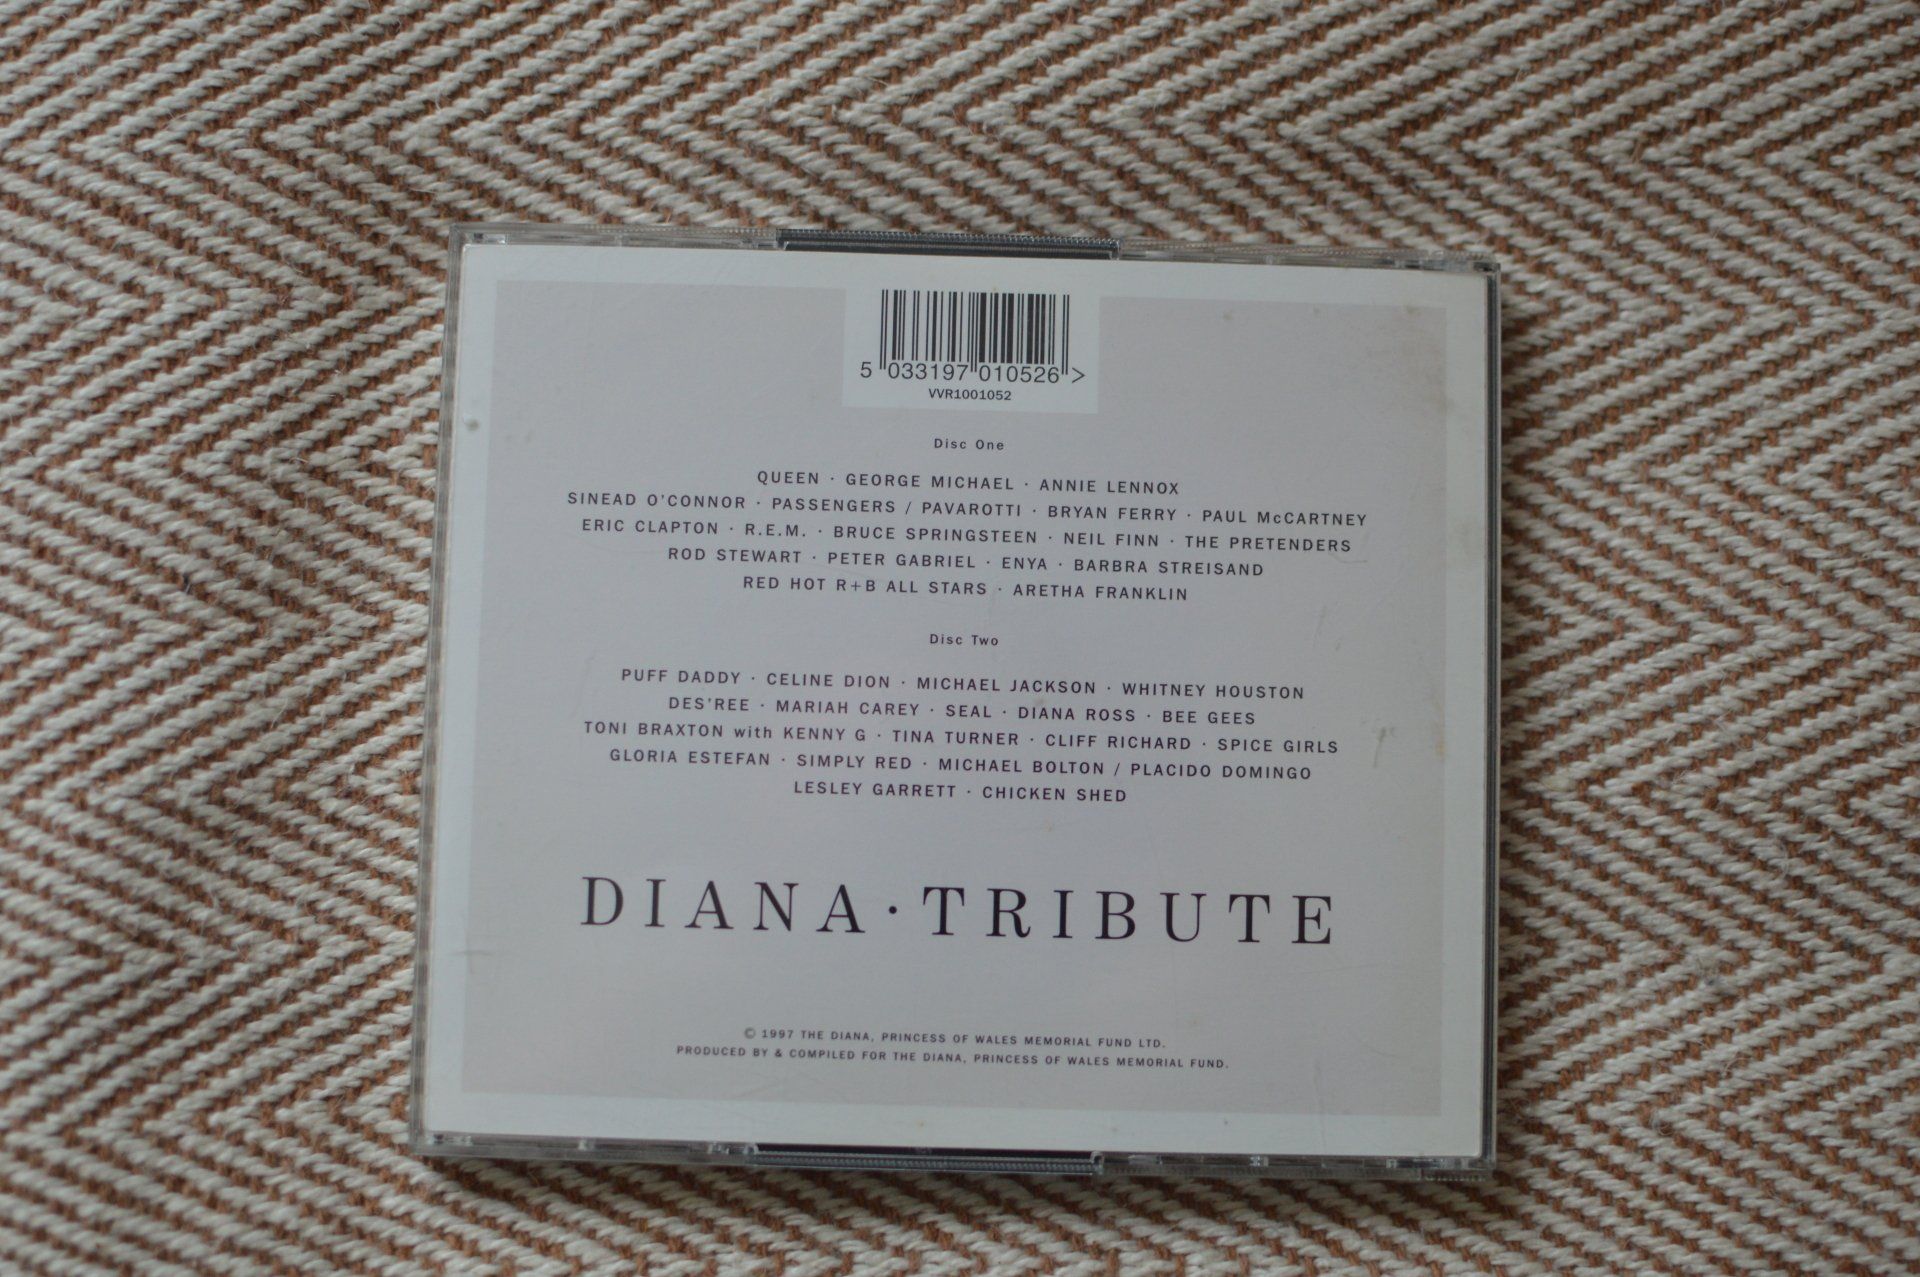 5 033197 010526 >
VVR1001052
Disc One
QUEEN · GEORGE MICHAEL · ANNIE LENNOX
SINEAD O'CONNOR · PASSENGERS / PAVAROTTI · BRYAN FERRY · PAUL McCARTNEY
ERIC CLAPTON · R.E.M. · BRUCE SPRINGSTEEN · NEIL FINN · THE PRETENDERS
ROD STEWART · PETER GABRIEL · ENYA · BARBRA STREISAND
RED HOT R+B ALL STARS · ARETHA FRANKLIN
Disc Two
PUFF DADDY · CELINE DION · MICHAEL JACKSON · WHITNEY HOUSTON
DES'REE · MARIAH CAREY · SEAL · DIANA ROSS · BEE GEES
TONI BRAXTON with KENNY G · TINA TURNER · CLIFF RICHARD · SPICE GIRLS
GLORIA ESTEFAN · SIMPLY RED · MICHAEL BOLTON / PLACIDO DOMINGO
LESLEY GARRETT · CHICKEN SHED
DIANA · TRIBUTE
© 1997 THE DIANA, PRINCESS OF WALES MEMORIAL FUND LTD.
PRODUCED BY & COMPILED FOR THE DIANA, PRINCESS OF WALES MEMORIAL FUND.